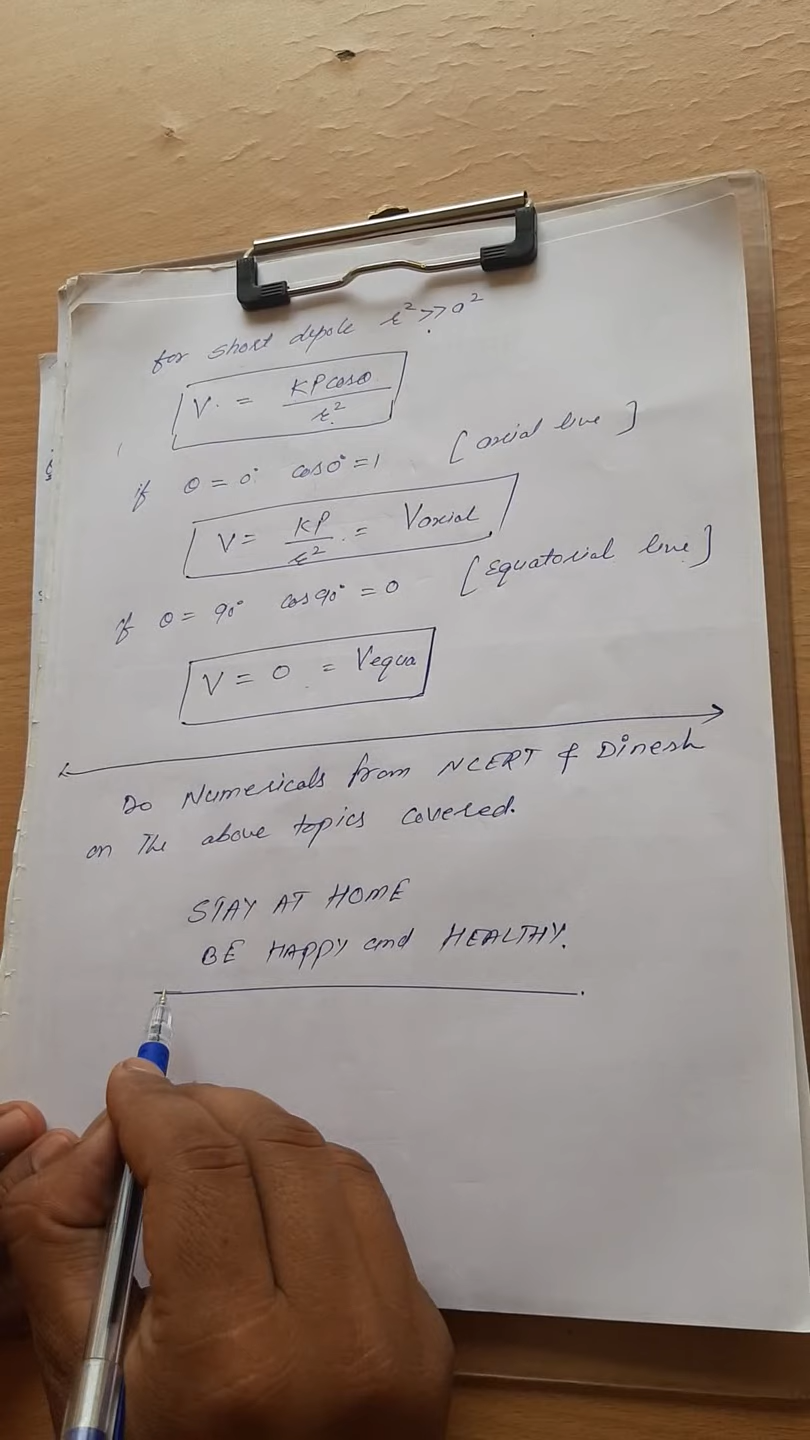 for short dipole r² >> a²
V = KPcosθ/r²
if θ = 0° cos0° = 1 [axial line]
V = KP/r² = Vaxial
if θ = 90° cos90° = 0 [Equatorial line]
V = 0 = Vequa
Do Numericals from NCERT & Dinesh
on The above topics covered.
STAY AT HOME
BE HAPPY and HEALTHY.